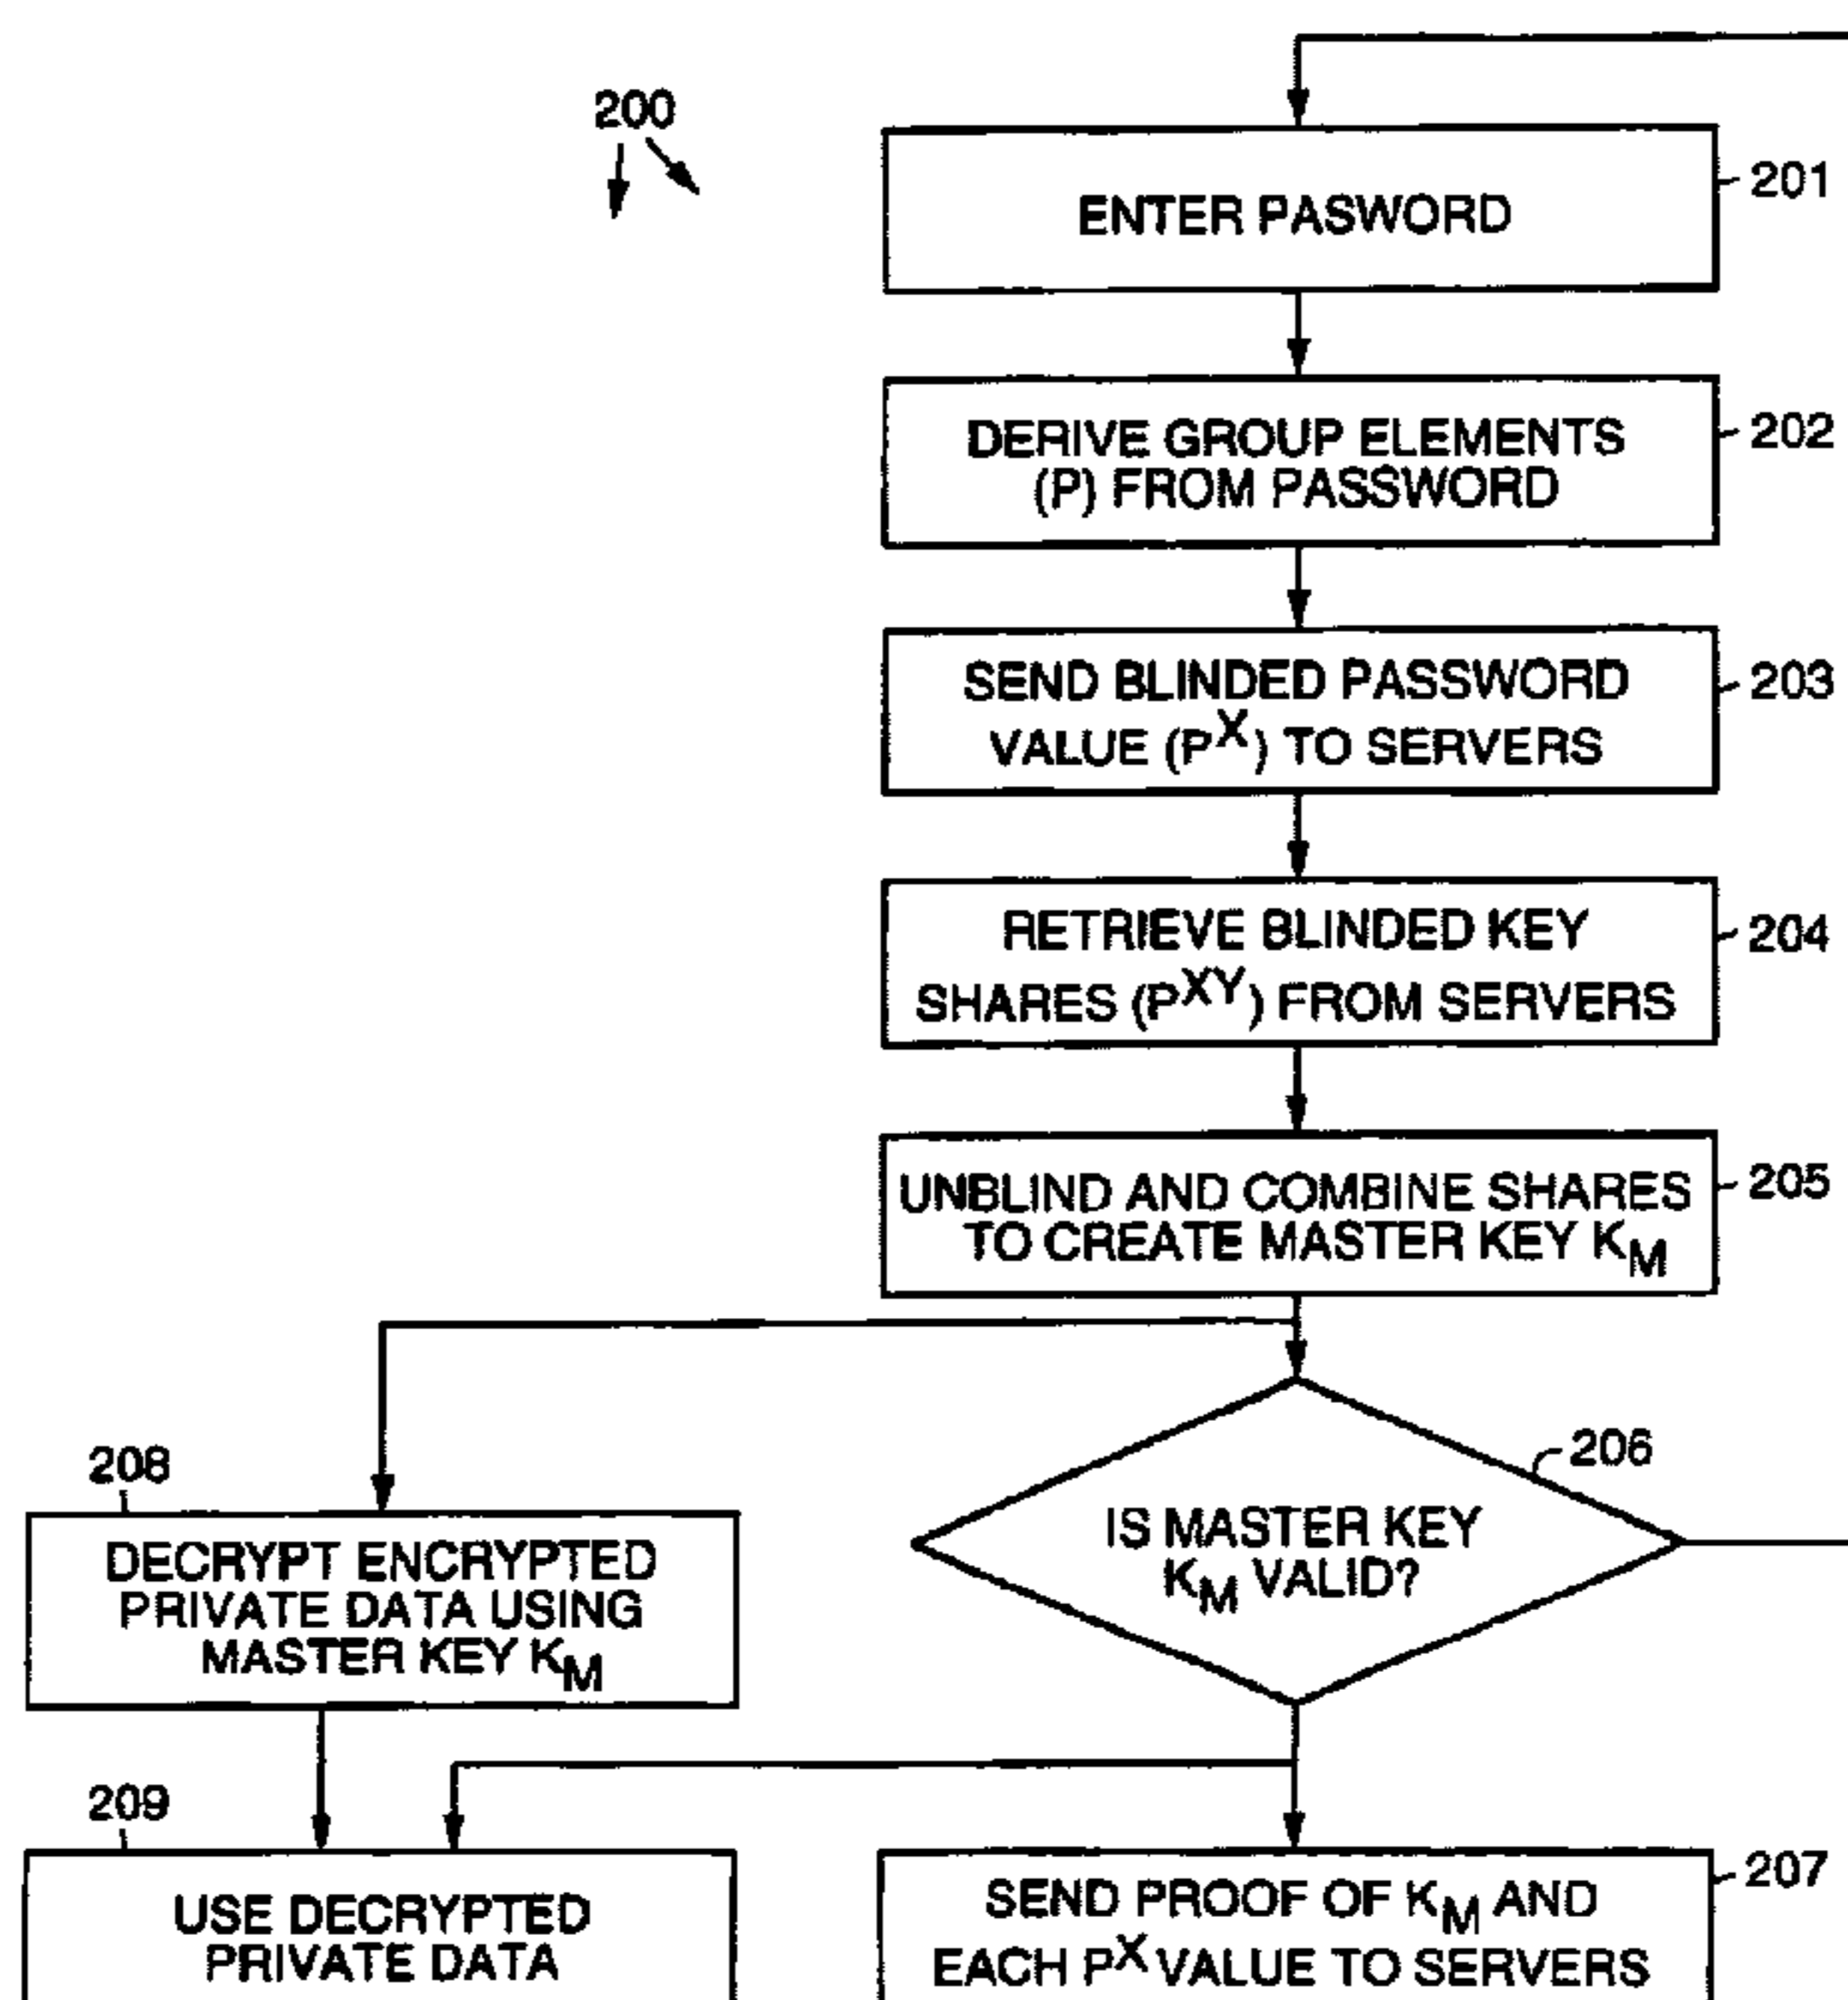 200
ENTER PASWORD
201
DERIVE GROUP ELEMENTS
(P) FROM PASSWORD
202
SEND BLINDED PASSWORD
VALUE (P^X) TO SERVERS
203
RETRIEVE BLINDED KEY
SHARES (P^XY) FROM SERVERS
204
UNBLIND AND COMBINE SHARES
TO CREATE MASTER KEY K_M
205
IS MASTER KEY
K_M VALID?
206
208
DECRYPT ENCRYPTED
PRIVATE DATA USING
MASTER KEY K_M
209
USE DECRYPTED
PRIVATE DATA
SEND PROOF OF K_M AND
EACH P^X VALUE TO SERVERS
207